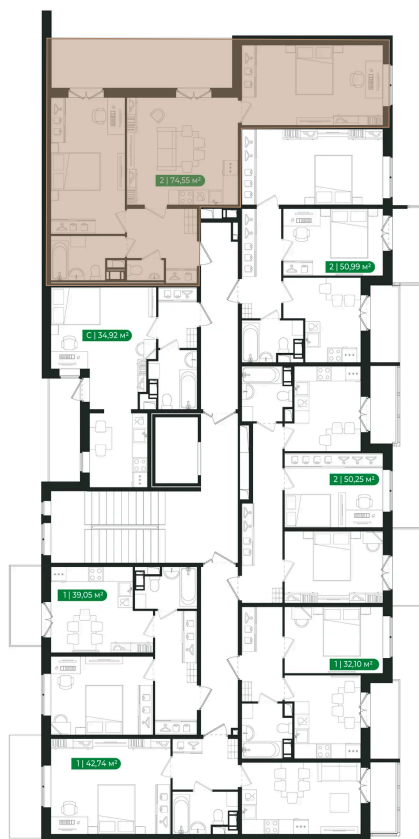 2 | 74,55 м²
2 | 50,99 м²
С | 34,92 м²
2 | 50,25 м²
1 | 39,05 м²
1 | 32,10 м²
1 | 42,74 м²